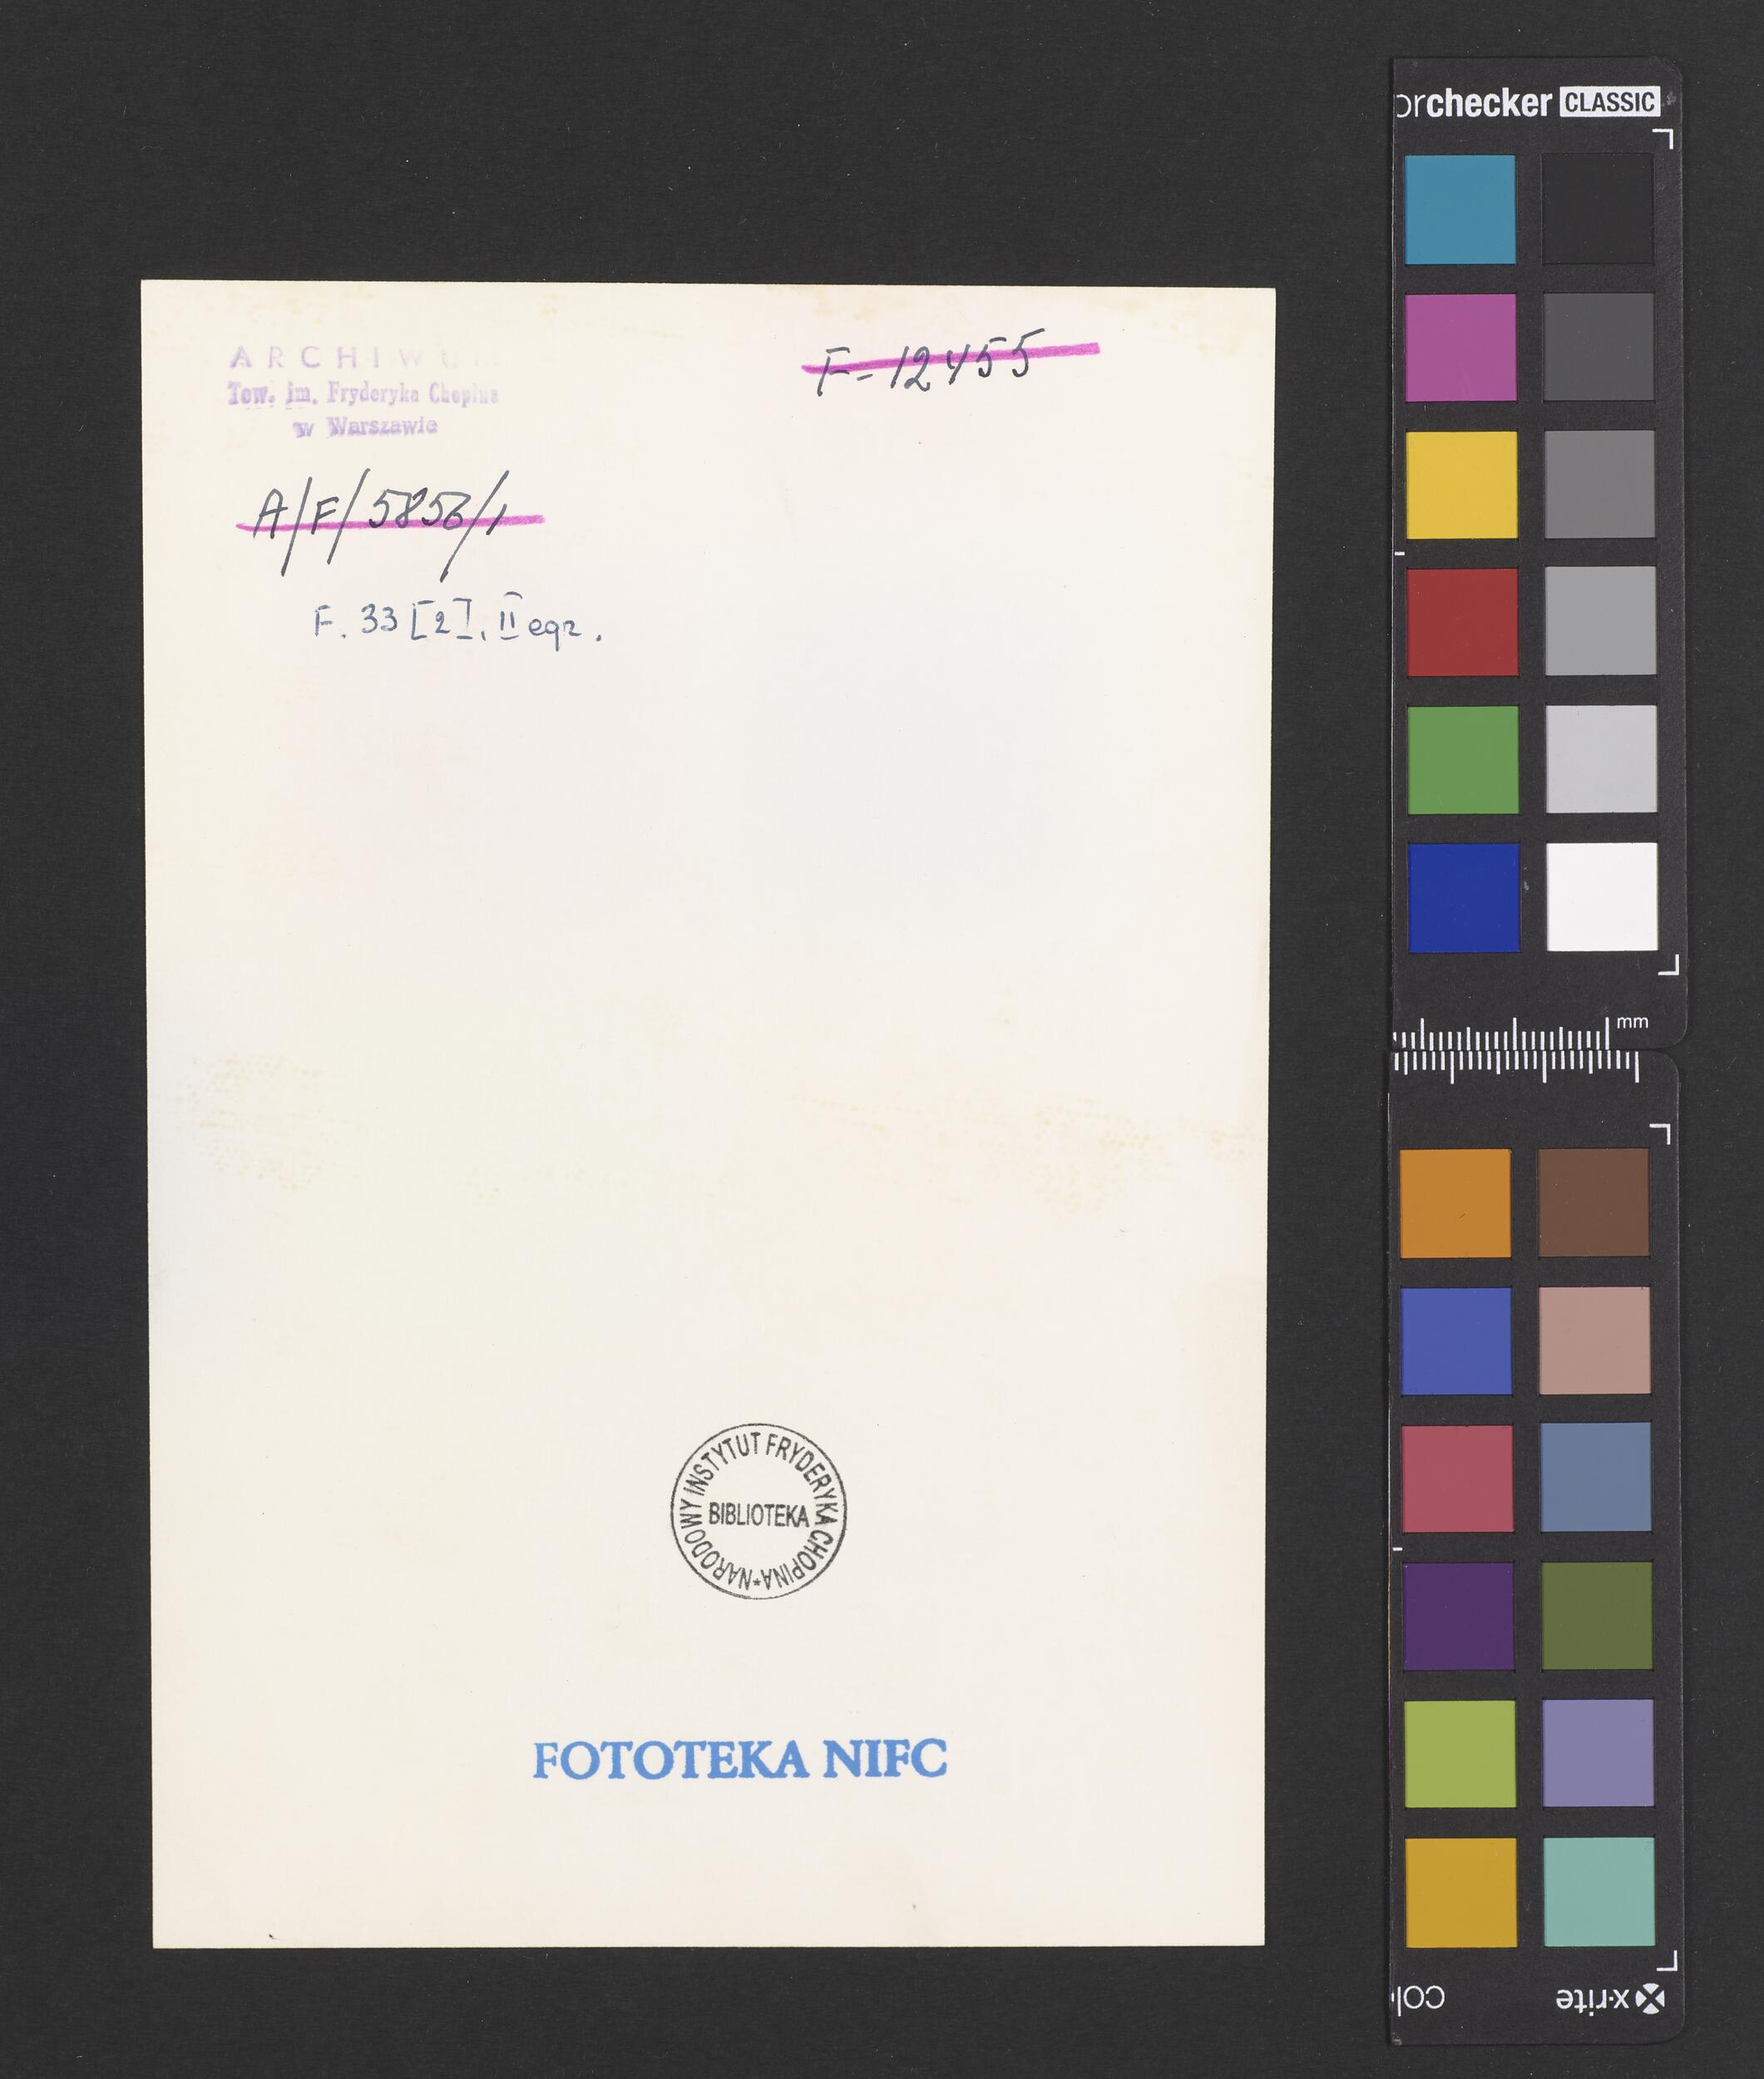 ARCHIWUM
Tow. im. Fryderyka Chopina
w Warszawie
F-12455
A/F/5856/1
F. 33 [2], II egz.
NARODOWY INSTYTUT FRYDERYKA CHOPINA*
BIBLIOTEKA
FOTOTEKA NIFC
orchecker CLASSIC
mm
x-rite
col